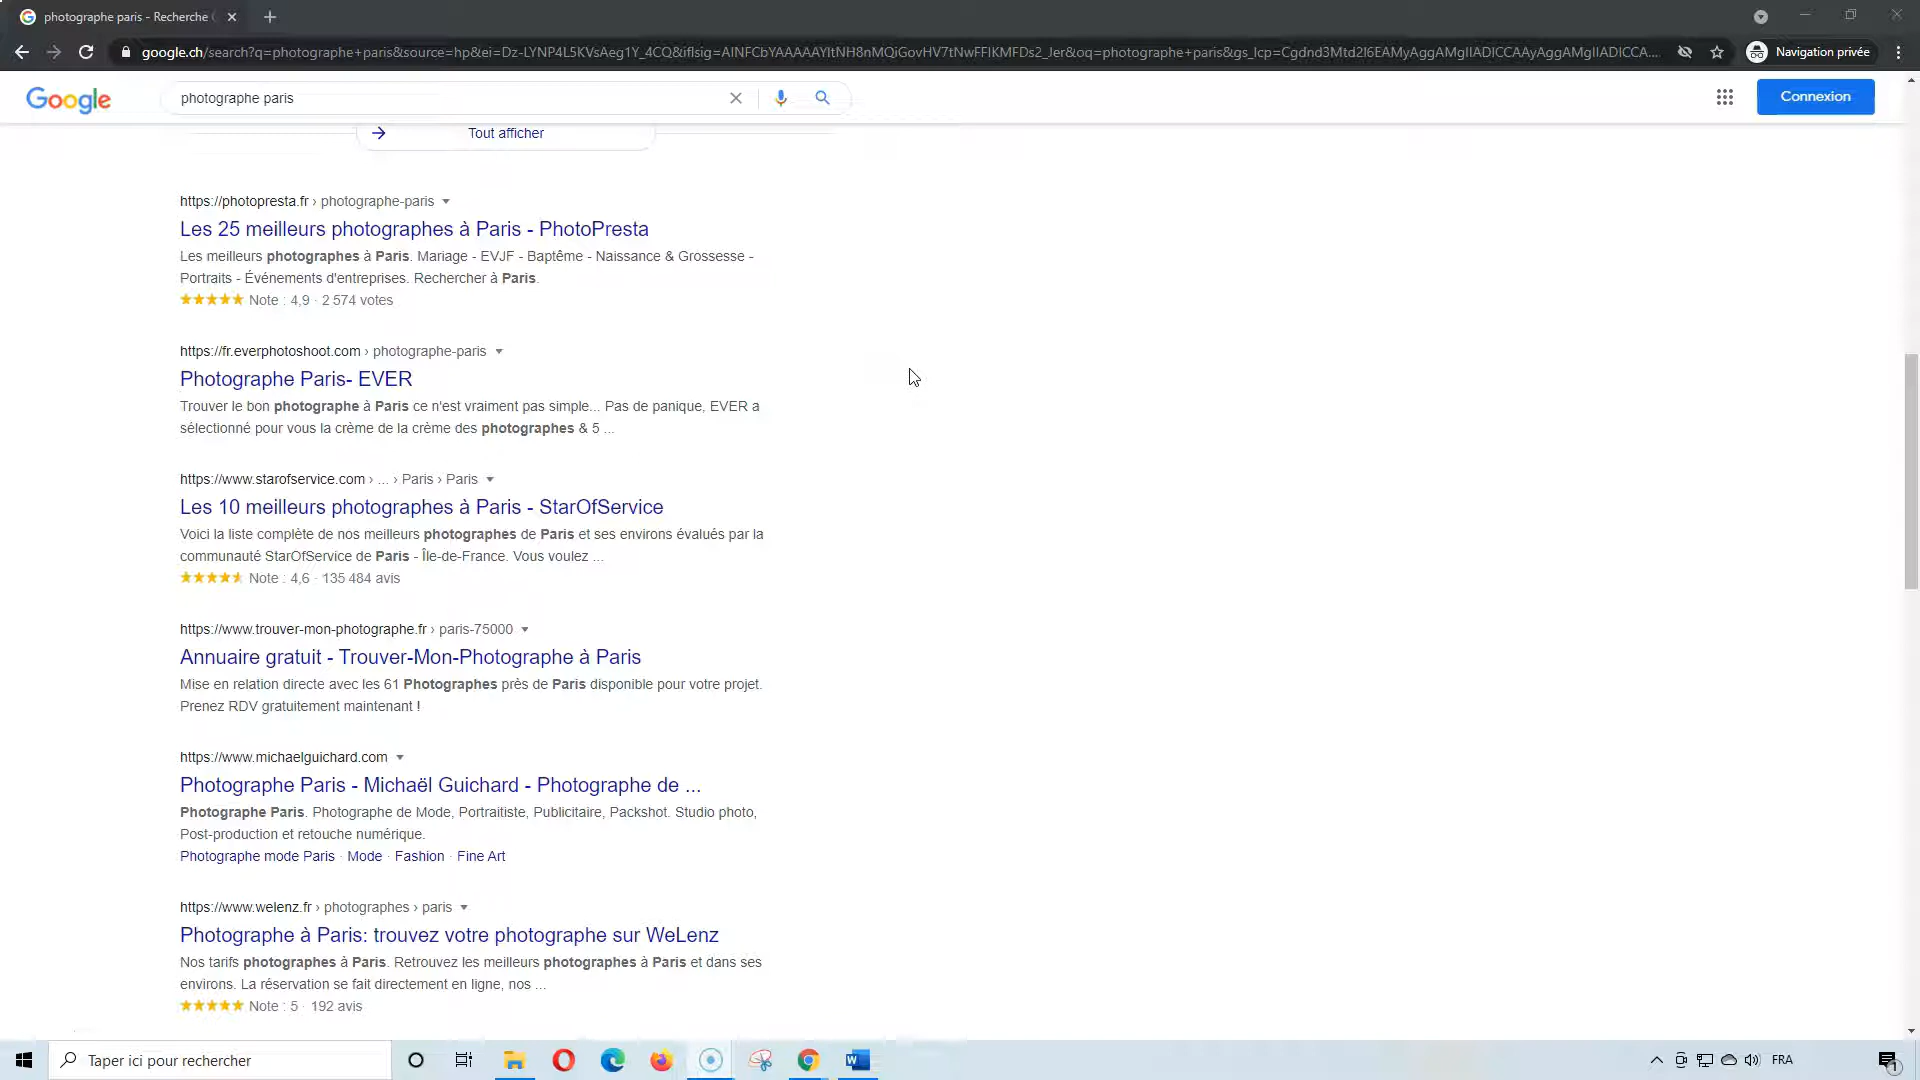 photographe paris - Recherche
google.ch/search?q=photographe+paris&source=hp&ei=Dz-LYNP4L5KVsAeg1Y_4CQ&iflsig=AINFCbYAAAAAYItNH8nMQiGovHV7tNwFFIKMFDs2_Ier&oq=photographe+paris&gs_lcp=Cgdnd3Mtd2l6EAMyAggAMgIIADICCAAyAggAMgIIADICCA...
Navigation privée
Google
photographe paris
Connexion
Tout afficher
https://photopresta.fr › photographe-paris
Les 25 meilleurs photographes à Paris - PhotoPresta
Les meilleurs photographes à Paris. Mariage - EVJF - Baptême - Naissance & Grossesse -
Portraits - Événements d'entreprises. Rechercher à Paris.
Note : 4,9 · 2 574 votes
https://fr.everphotoshoot.com › photographe-paris
Photographe Paris- EVER
Trouver le bon photographe à Paris ce n'est vraiment pas simple... Pas de panique, EVER a
sélectionné pour vous la crème de la crème des photographes & 5 ...
https://www.starofservice.com › ... › Paris › Paris
Les 10 meilleurs photographes à Paris - StarOfService
Voici la liste complète de nos meilleurs photographes de Paris et ses environs évalués par la
communauté StarOfService de Paris - Île-de-France. Vous voulez ...
Note : 4,6 · 135 484 avis
https://www.trouver-mon-photographe.fr › paris-75000
Annuaire gratuit - Trouver-Mon-Photographe à Paris
Mise en relation directe avec les 61 Photographes près de Paris disponible pour votre projet.
Prenez RDV gratuitement maintenant !
https://www.michaelguichard.com
Photographe Paris - Michaël Guichard - Photographe de ...
Photographe Paris. Photographe de Mode, Portraitiste, Publicitaire, Packshot. Studio photo,
Post-production et retouche numérique.
Photographe mode Paris · Mode · Fashion · Fine Art
https://www.welenz.fr › photographes › paris
Photographe à Paris: trouvez votre photographe sur WeLenz
Nos tarifs photographes à Paris. Retrouvez les meilleurs photographes à Paris et dans ses
environs. La réservation se fait directement en ligne, nos ...
Note : 5 · 192 avis
Taper ici pour rechercher
FRA
1